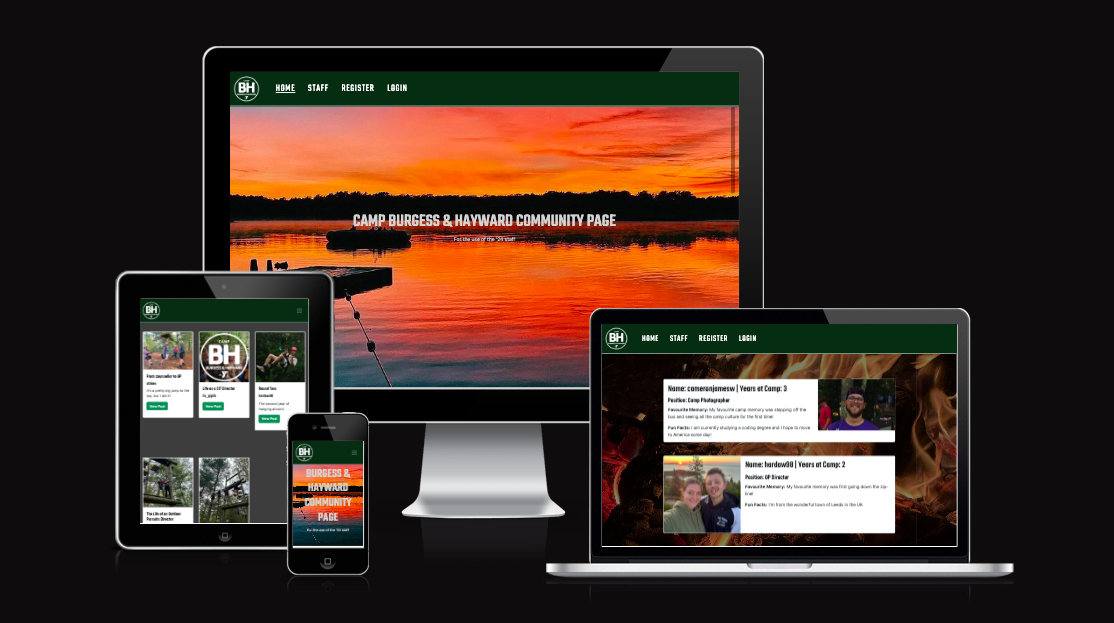 BH
HOME STAFF REGISTER LOGIN
CAMP BURGESS & HAYWARD COMMUNITY PAGE
For the use of the '24 staff
BH
CAMP
BH
BURGESS & HAYWARD
From counsellor to OP
It's a pretty big jump to the
top, but I did it!
View Post
Life as a CIT Director
View Post
Round Two
hardaw98
The second year of
hanging around...
View Post
The Life of an Outdoor
Pursuits Director
BH
BURGESS &
HAYWARD
COMMUNITY
PAGE
For the use of the '24 staff
BH
HOME STAFF REGISTER LOGIN
Name: cameronjamesw | Years at Camp: 3
Position: Camp Photographer
Favourite Memory: My favourite camp memory was stepping off the
bus and seeing all the camp culture for the first time!
Fun Facts: I am currently studying a coding degree and I hope to move
to America some day!
Name: hardaw98 | Years at Camp: 2
Position: OP Director
Favourite Memory: My favourite memory was first going down the zip-
line!
Fun Facts: I'm from the wonderful town of Leeds in the UK